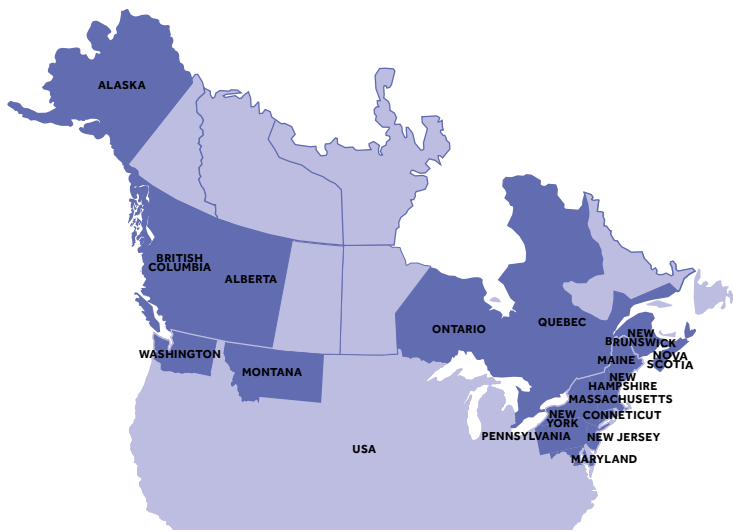 ALASKA
BRITISH
COLUMBIA
ALBERTA
WASHINGTON
MONTANA
USA
ONTARIO
QUEBEC
NEW
BRUNSWICK
NOVA
SCOTIA
MAINE
NEW
HAMPSHIRE
MASSACHUSETTS
NEW
YORK
CONNETICUT
PENNSYLVANIA
NEW JERSEY
MARYLAND